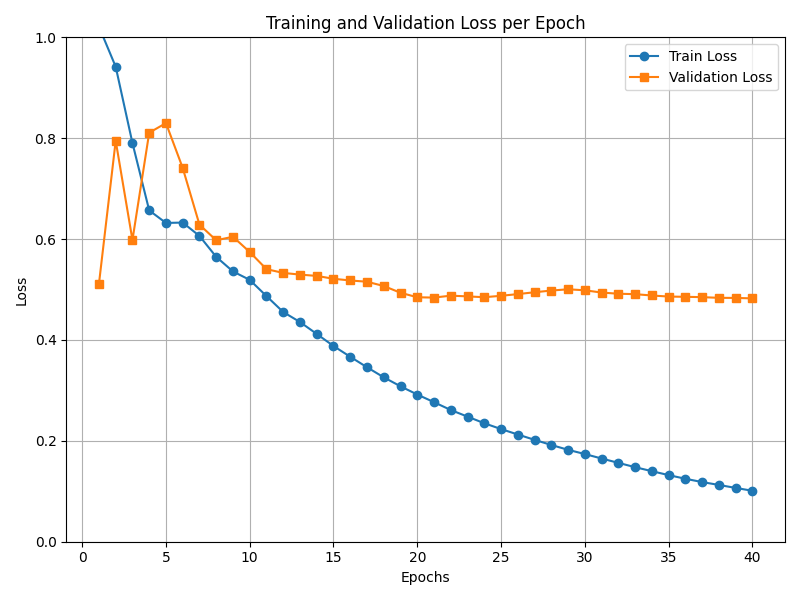 Training and Validation Loss per Epoch
Train Loss
Validation Loss
Loss
1.0
0.8
0.6
0.4
0.2
0.0
0 5 10 15 20 25 30 35 40
Epochs